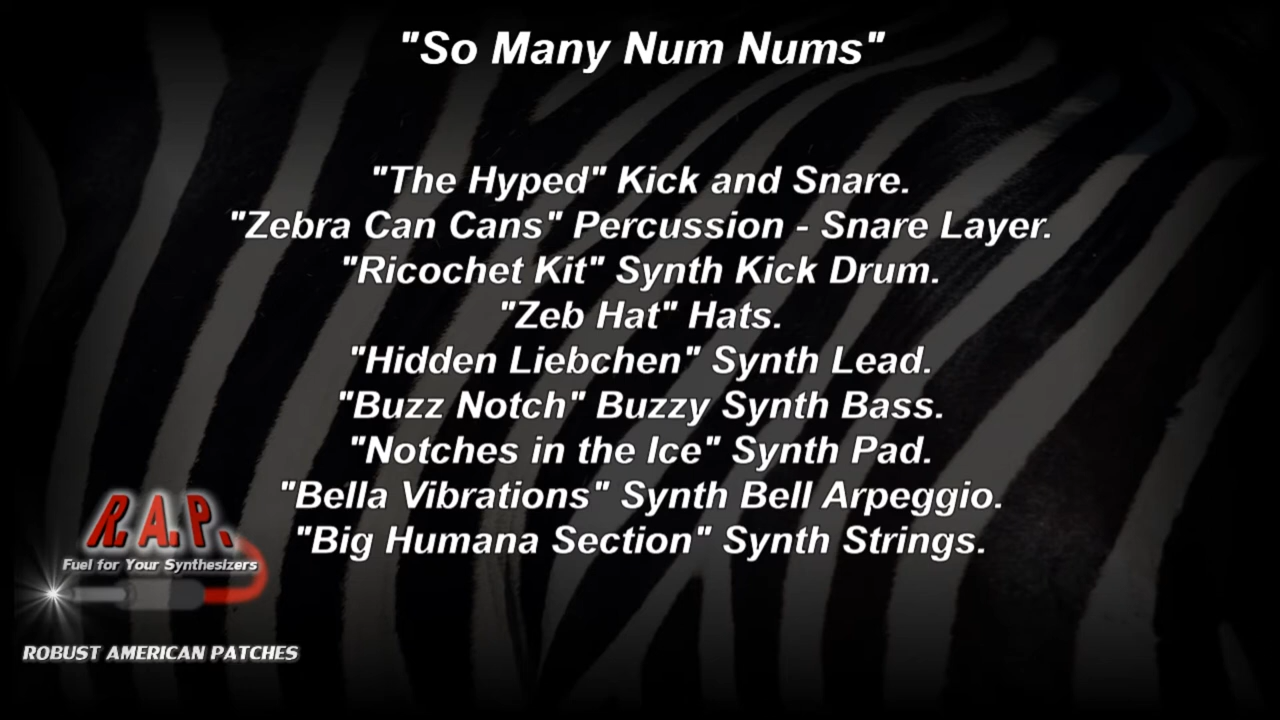 "So Many Num Nums"
"The Hyped" Kick and Snare.
"Zebra Can Cans" Percussion - Snare Layer.
"Ricochet Kit" Synth Kick Drum.
"Zeb Hat" Hats.
"Hidden Liebchen" Synth Lead.
"Buzz Notch" Buzzy Synth Bass.
"Notches in the Ice" Synth Pad.
"Bella Vibrations" Synth Bell Arpeggio.
"Big Humana Section" Synth Strings.
R.A.P.
Fuel for Your Synthesizers
ROBUST AMERICAN PATCHES